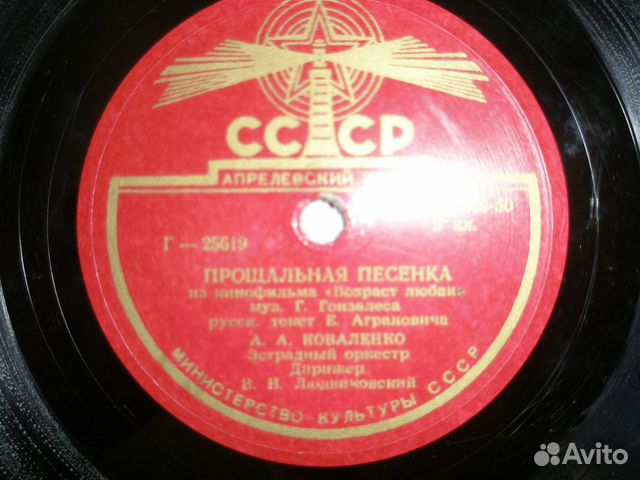 СССР
АПРЕЛЕВСКИЙ
Г — 25619
ПРОЩАЛЬНАЯ ПЕСЕНКА
из кинофильма «Возраст любви»
муз. Г. Гонзалеса
русск. текст Е. Аграновича
А. А. КОВАЛЕНКО
Эстрадный оркестр
Дирижер
В. Н. Людвиковский
МИНИСТЕРСТВО КУЛЬТУРЫ СССР
Avito